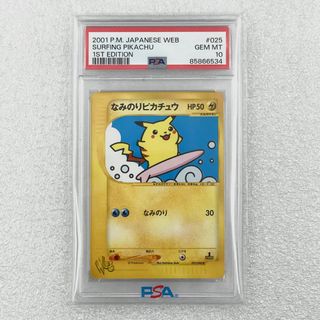 2001 P.M. JAPANESE WEB #025
SURFING PIKACHU GEM MT
1ST EDITION PSA 10
85866534
なみのりピカチュウ HP50
なみのり 30
PSA